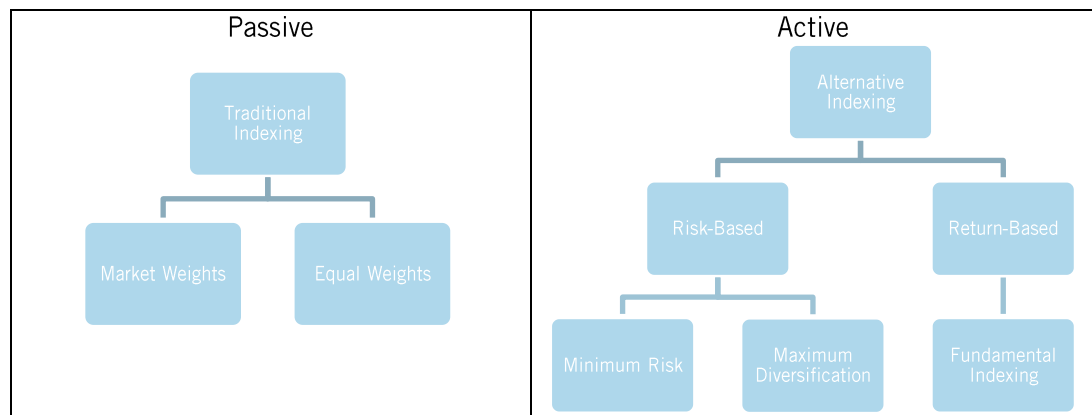 Passive
Traditional
Indexing
Market Weights
Equal Weights
Active
Alternative
Indexing
Risk-Based
Return-Based
Minimum Risk
Maximum
Diversification
Fundamental
Indexing